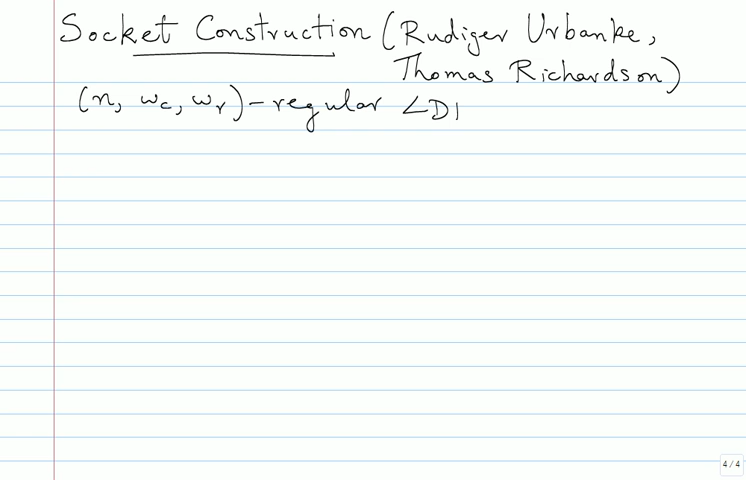 Socket Construction (Rudiger Urbanke,
Thomas Richardson)
(n, wc, wr)-regular LDI
4/4